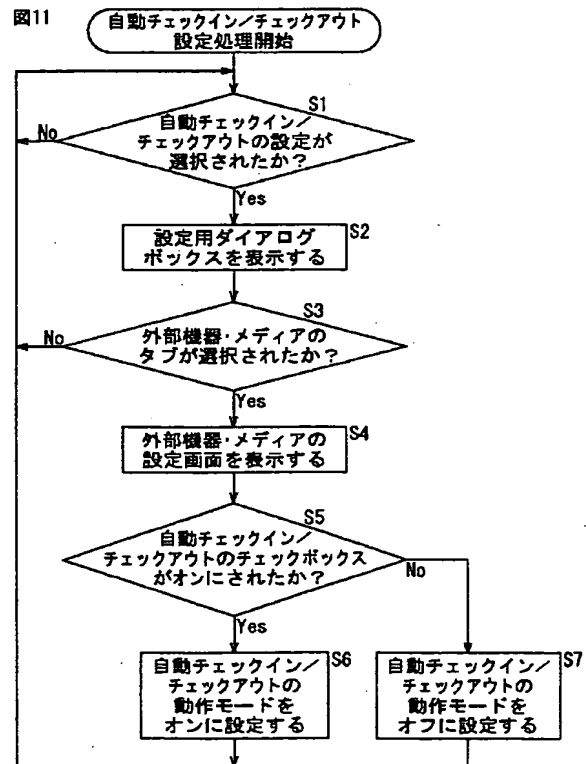 図11
自動チェックイン/チェックアウト
設定処理開始
S1
自動チェックイン/
チェックアウトの設定が
選択されたか?
No
Yes
S2
設定用ダイアログ
ボックスを表示する
S3
外部機器·メディアの
タブが選択されたか?
No
Yes
S4
外部機器·メディアの
設定画面を表示する
S5
自動チェックイン/
チェックアウトのチェックボックス
がオンにされたか?
No
Yes
S6
自動チェックイン/
チェックアウトの
動作モードを
オンに設定する
S7
自動チェックイン/
チェックアウトの
動作モードを
オフに設定する